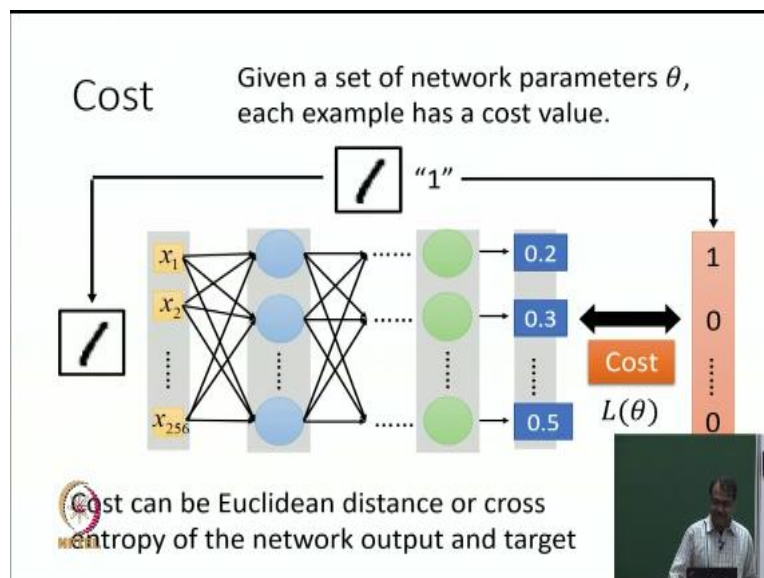 Cost
Given a set of network parameters θ,
each example has a cost value.
"1"
x₁
x₂
......
x₂₅₆
......
......
......
......
......
......
......
......
0.2
0.3
......
0.5
Cost
L(θ)
1
0
......
0
Cost can be Euclidean distance or cross
entropy of the network output and target
NPTEL